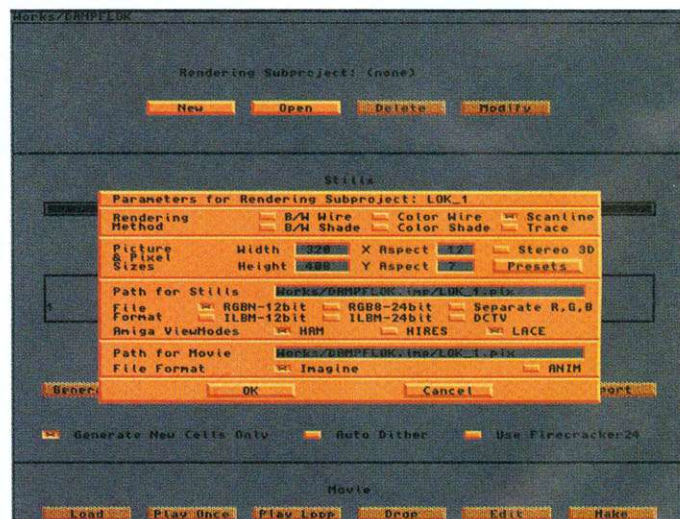 Works/DAMPFLOK
Rendering Subproject: (none)
New Open Delete Modify
Stills
Parameters for Rendering Subproject: LOK_1
Rendering Method B/W Wire Color Wire Scanline
B/W Shade Color Shade Trace
Picture & Pixel Sizes Width 320 X Aspect 12 Stereo 3D
Height 400 Y Aspect 7 Presets
Path for Stills Works/DAMPFLOK.imp/LOK_1.pix
File Format RGBN-12bit RGB8-24bit Separate R,G,B
ILBM-12bit ILBM-24bit DCTV
Amiga ViewModes HAM HIRES LACE
Path for Movie Works/DAMPFLOK.imp/LOK_1.pix
File Format Imagine ANIM
OK Cancel
Generate New Cells Only Auto Dither Use Firecracker24
Movie
Load Play Once Play Loop Drop Edit Make